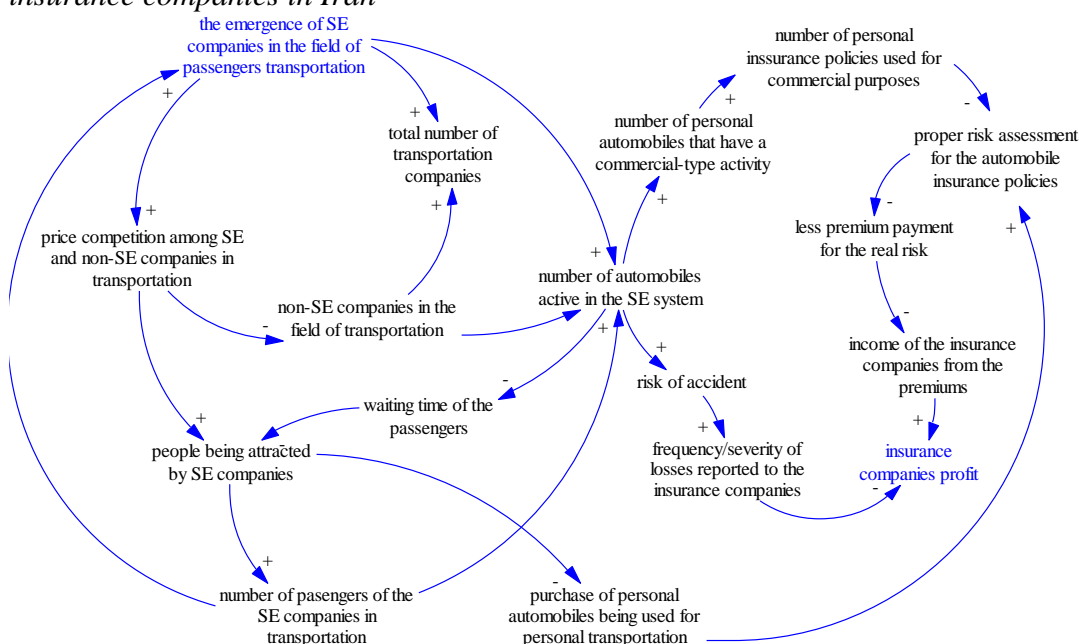 insurance companies in Iran
the emergence of SE
companies in the field of
passengers transportation
+
+
+
+
+
price competition among SE
and non-SE companies in
transportation
-
non-SE companies in the
field of transportation
total number of
transportation
companies
number of automobiles
active in the SE system
-
+
+
+
+
-
number of personal
automobiles that have a
commercial-type activity
+
number of personal
inssurance policies used for
commercial purposes
-
proper risk assessment
for the automobile
insurance policies
+
-
less premium payment
for the real risk
-
income of the insurance
companies from the
premiums
+
insurance
companies profit
-
risk of accident
+
frequency/severity of
losses reported to the
insurance companies
waiting time of the
passengers
-
+
people being attracted
by SE companies
+
number of pasengers of the
SE companies in
transportation
-
purchase of personal
automobiles being used for
personal transportation